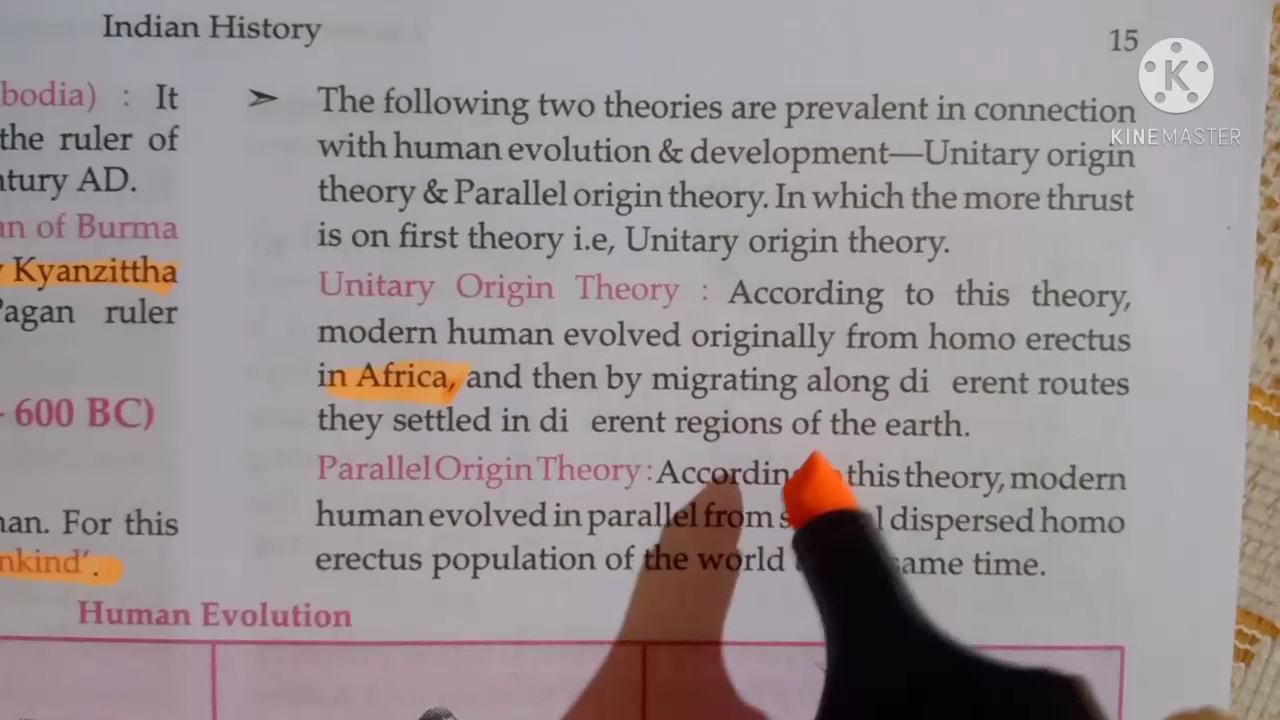 Indian History
15
bodia) : It
the ruler of
ntury AD.
an of Burma
Kyanzittha
Pagan ruler
- 600 BC)
nan. For this
nkind'.
➢ The following two theories are prevalent in connection
with human evolution & development—Unitary origin
theory & Parallel origin theory. In which the more thrust
is on first theory i.e, Unitary origin theory.
Unitary Origin Theory : According to this theory,
modern human evolved originally from homo erectus
in Africa, and then by migrating along di erent routes
they settled in di erent regions of the earth.
Parallel Origin Theory : According this theory, modern
human evolved in parallel from dispersed homo
erectus population of the world same time.
Human Evolution
K
KINEMASTER